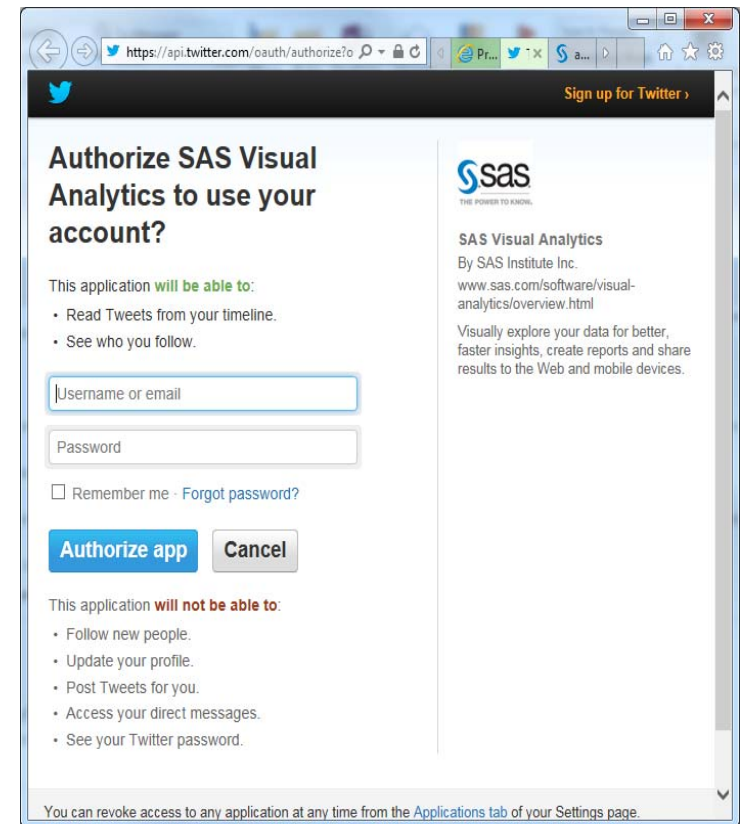 https://api.twitter.com/oauth/authorize?o
Pr...
a...
Sign up for Twitter ›
Authorize SAS Visual
Analytics to use your
account?
This application will be able to:
• Read Tweets from your timeline.
• See who you follow.
Username or email
Password
Remember me · Forgot password?
Authorize app
Cancel
This application will not be able to:
• Follow new people.
• Update your profile.
• Post Tweets for you.
• Access your direct messages.
• See your Twitter password.
sas
THE POWER TO KNOW.
SAS Visual Analytics
By SAS Institute Inc.
www.sas.com/software/visual-
analytics/overview.html
Visually explore your data for better,
faster insights, create reports and share
results to the Web and mobile devices.
You can revoke access to any application at any time from the Applications tab of your Settings page.